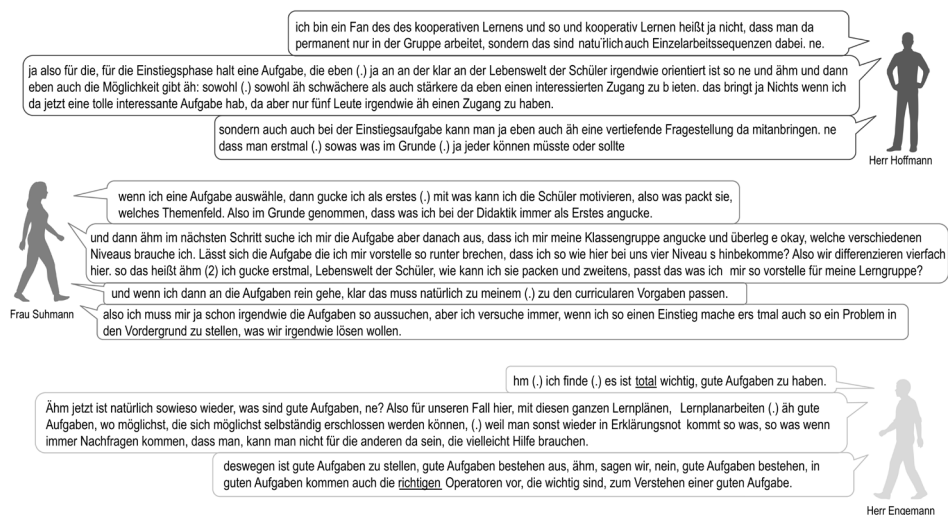 ich bin ein Fan des des kooperativen Lernens und so und kooperativ Lernen heißt ja nicht, dass man da
permanent nur in der Gruppe arbeitet, sondern das sind natürlich auch Einzelarbeitssequenzen dabei. ne.
ja also für die, für die Einstiegsphase halt eine Aufgabe, die eben (.) ja an an der klar an der Lebenswelt der Schüler irgendwie orientiert ist so ne und ähm und dann
eben auch die Möglichkeit gibt äh: sowohl (.) sowohl äh schwächere als auch stärkere da eben einen interessierten Zugang zu b ieten. das bringt ja Nichts wenn ich
da jetzt eine tolle interessante Aufgabe hab, da aber nur fünf Leute irgendwie äh einen Zugang zu haben.
sondern auch auch bei der Einstiegsaufgabe kann man ja eben auch äh eine vertiefende Fragestellung da mitanbringen. ne
dass man erstmal (.) sowas was im Grunde (.) ja jeder können müsste oder sollte
Herr Hoffmann
wenn ich eine Aufgabe auswähle, dann gucke ich als erstes (.) mit was kann ich die Schüler motivieren, also was packt sie,
welches Themenfeld. Also im Grunde genommen, dass was ich bei der Didaktik immer als Erstes angucke.
und dann ähm im nächsten Schritt suche ich mir die Aufgabe aber danach aus, dass ich mir meine Klassengruppe angucke und überleg e okay, welche verschiedenen
Niveaus brauche ich. Lässt sich die Aufgabe die ich mir vorstelle so runter brechen, dass ich so wie hier bei uns vier Niveau s hinbekomme? Also wir differenzieren vierfach
hier. so das heißt ähm (2) ich gucke erstmal, Lebenswelt der Schüler, wie kann ich sie packen und zweitens, passt das was ich mir so vorstelle für meine Lerngruppe?
und wenn ich dann an die Aufgaben rein gehe, klar das muss natürlich zu meinem (.) zu den curricularen Vorgaben passen.
also ich muss mir ja schon irgendwie die Aufgaben so aussuchen, aber ich versuche immer, wenn ich so einen Einstieg mache ers tmal auch so ein Problem in
den Vordergrund zu stellen, was wir irgendwie lösen wollen.
Frau Suhmann
hm (.) ich finde (.) es ist total wichtig, gute Aufgaben zu haben.
Ähm jetzt ist natürlich sowieso wieder, was sind gute Aufgaben, ne? Also für unseren Fall hier, mit diesen ganzen Lernplänen, Lernplanarbeiten (.) äh gute
Aufgaben, wo möglichst, die sich möglichst selbständig erschlossen werden können, (.) weil man sonst wieder in Erklärungsnot kommt so was, so was wenn
immer Nachfragen kommen, dass man, kann man nicht für die anderen da sein, die vielleicht Hilfe brauchen.
deswegen ist gute Aufgaben zu stellen, gute Aufgaben bestehen aus, ähm, sagen wir, nein, gute Aufgaben bestehen, in
guten Aufgaben kommen auch die richtigen Operatoren vor, die wichtig sind, zum Verstehen einer guten Aufgabe.
Herr Engemann